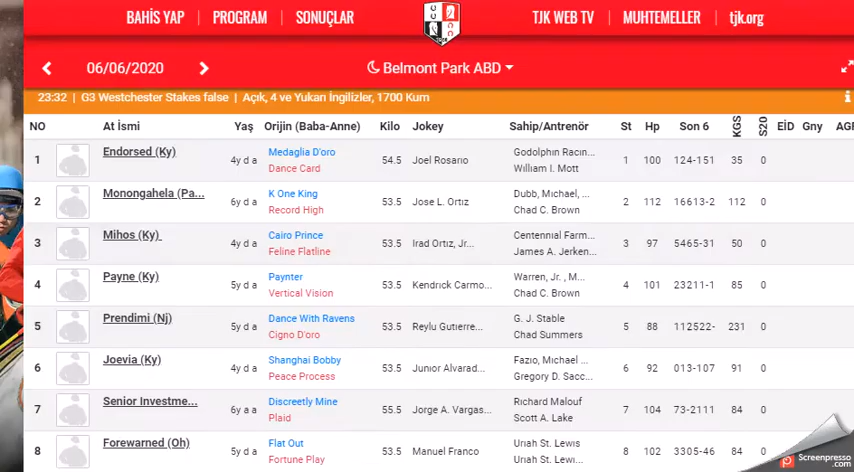 BAHİS YAP | PROGRAM | SONUÇLAR TJK WEB TV | MUHTEMELLER | tjk.org
06/06/2020 Belmont Park ABD
23:32 | G3 Westchester Stakes false | Açık, 4 ve Yukarı İngilizler, 1700 Kum
NO At İsmi Yaş Orijin (Baba-Anne) Kilo Jokey Sahip/Antrenör St Hp Son 6 KGS S20 EİD Gny AGF
1 Endorsed (Ky) 4y d a Medaglia D'oro 54.5 Joel Rosario Godolphin Racin... 1 100 124-151 35 0
Dance Card William I. Mott
2 Monongahela (Pa... 6y d a K One King 53.5 Jose L. Ortiz Dubb, Michael, ... 2 112 16613-2 112 0
Record High Chad C. Brown
3 Mihos (Ky) 4y d a Cairo Prince 53.5 Irad Ortiz, Jr... Centennial Farm... 3 97 5465-31 50 0
Feline Flatline James A. Jerken...
4 Payne (Ky) 5y d a Paynter 53.5 Kendrick Carmo... Warren, Jr. , M... 4 101 23211-1 85 0
Vertical Vision Chad C. Brown
5 Prendimi (Nj) 5y d a Dance With Ravens 53.5 Reylu Gutierre... G. J. Stable 5 88 112522- 231 0
Cigno D'oro Chad Summers
6 Joevia (Ky) 4y d a Shanghai Bobby 53.5 Junior Alvarad... Fazio, Michael ... 6 92 013-107 91 0
Peace Process Gregory D. Sacc...
7 Senior Investme... 6y a a Discreetly Mine 55.5 Jorge A. Vargas... Richard Malouf 7 104 73-2111 84 0
Plaid Scott A. Lake
8 Forewarned (Oh) 5y d a Flat Out 53.5 Manuel Franco Uriah St. Lewis 8 102 3305-46 84 0
Fortune Play Uriah St. Lewis
Screenpresso
.com